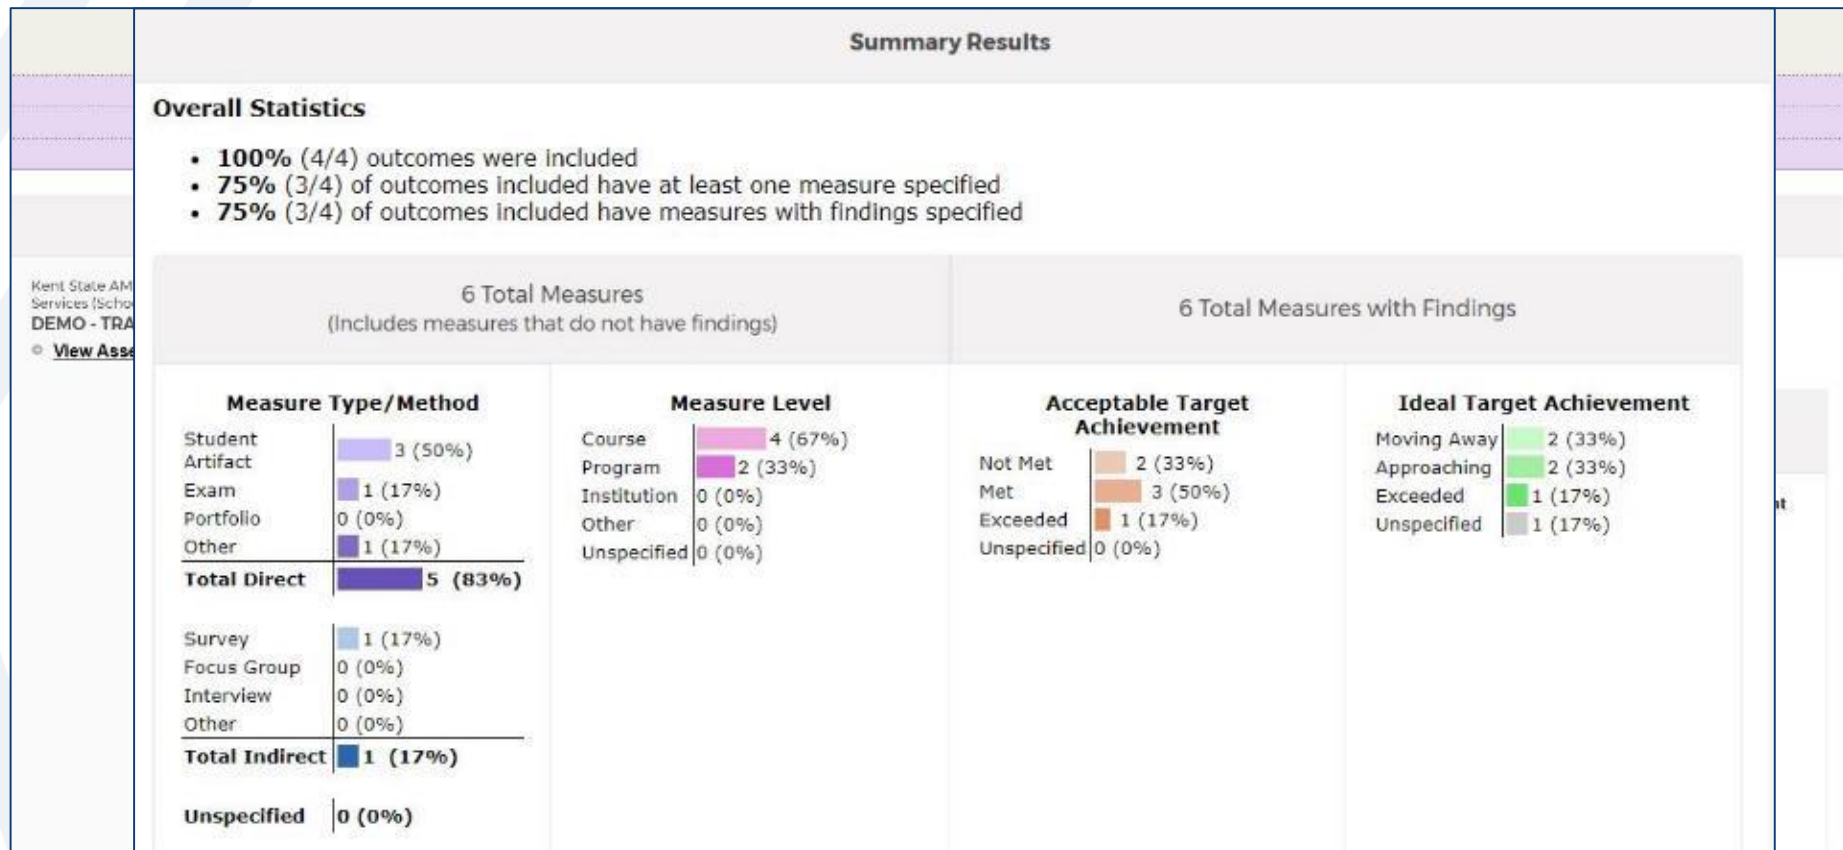 Summary Results
Overall Statistics
• 100% (4/4) outcomes were included
• 75% (3/4) of outcomes included have at least one measure specified
• 75% (3/4) of outcomes included have measures with findings specified
Kent State AM
Services (Scho
DEMO - TRA
View Asse
6 Total Measures
(Includes measures that do not have findings)
6 Total Measures with Findings
Measure Type/Method
Student
Artifact
3 (50%)
Exam 1 (17%)
Portfolio 0 (0%)
Other 1 (17%)
Total Direct 5 (83%)
Survey 1 (17%)
Focus Group 0 (0%)
Interview 0 (0%)
Other 0 (0%)
Total Indirect 1 (17%)
Unspecified 0 (0%)
Measure Level
Course 4 (67%)
Program 2 (33%)
Institution 0 (0%)
Other 0 (0%)
Unspecified 0 (0%)
Acceptable Target
Achievement
Not Met 2 (33%)
Met 3 (50%)
Exceeded 1 (17%)
Unspecified 0 (0%)
Ideal Target Achievement
Moving Away 2 (33%)
Approaching 2 (33%)
Exceeded 1 (17%)
Unspecified 1 (17%)